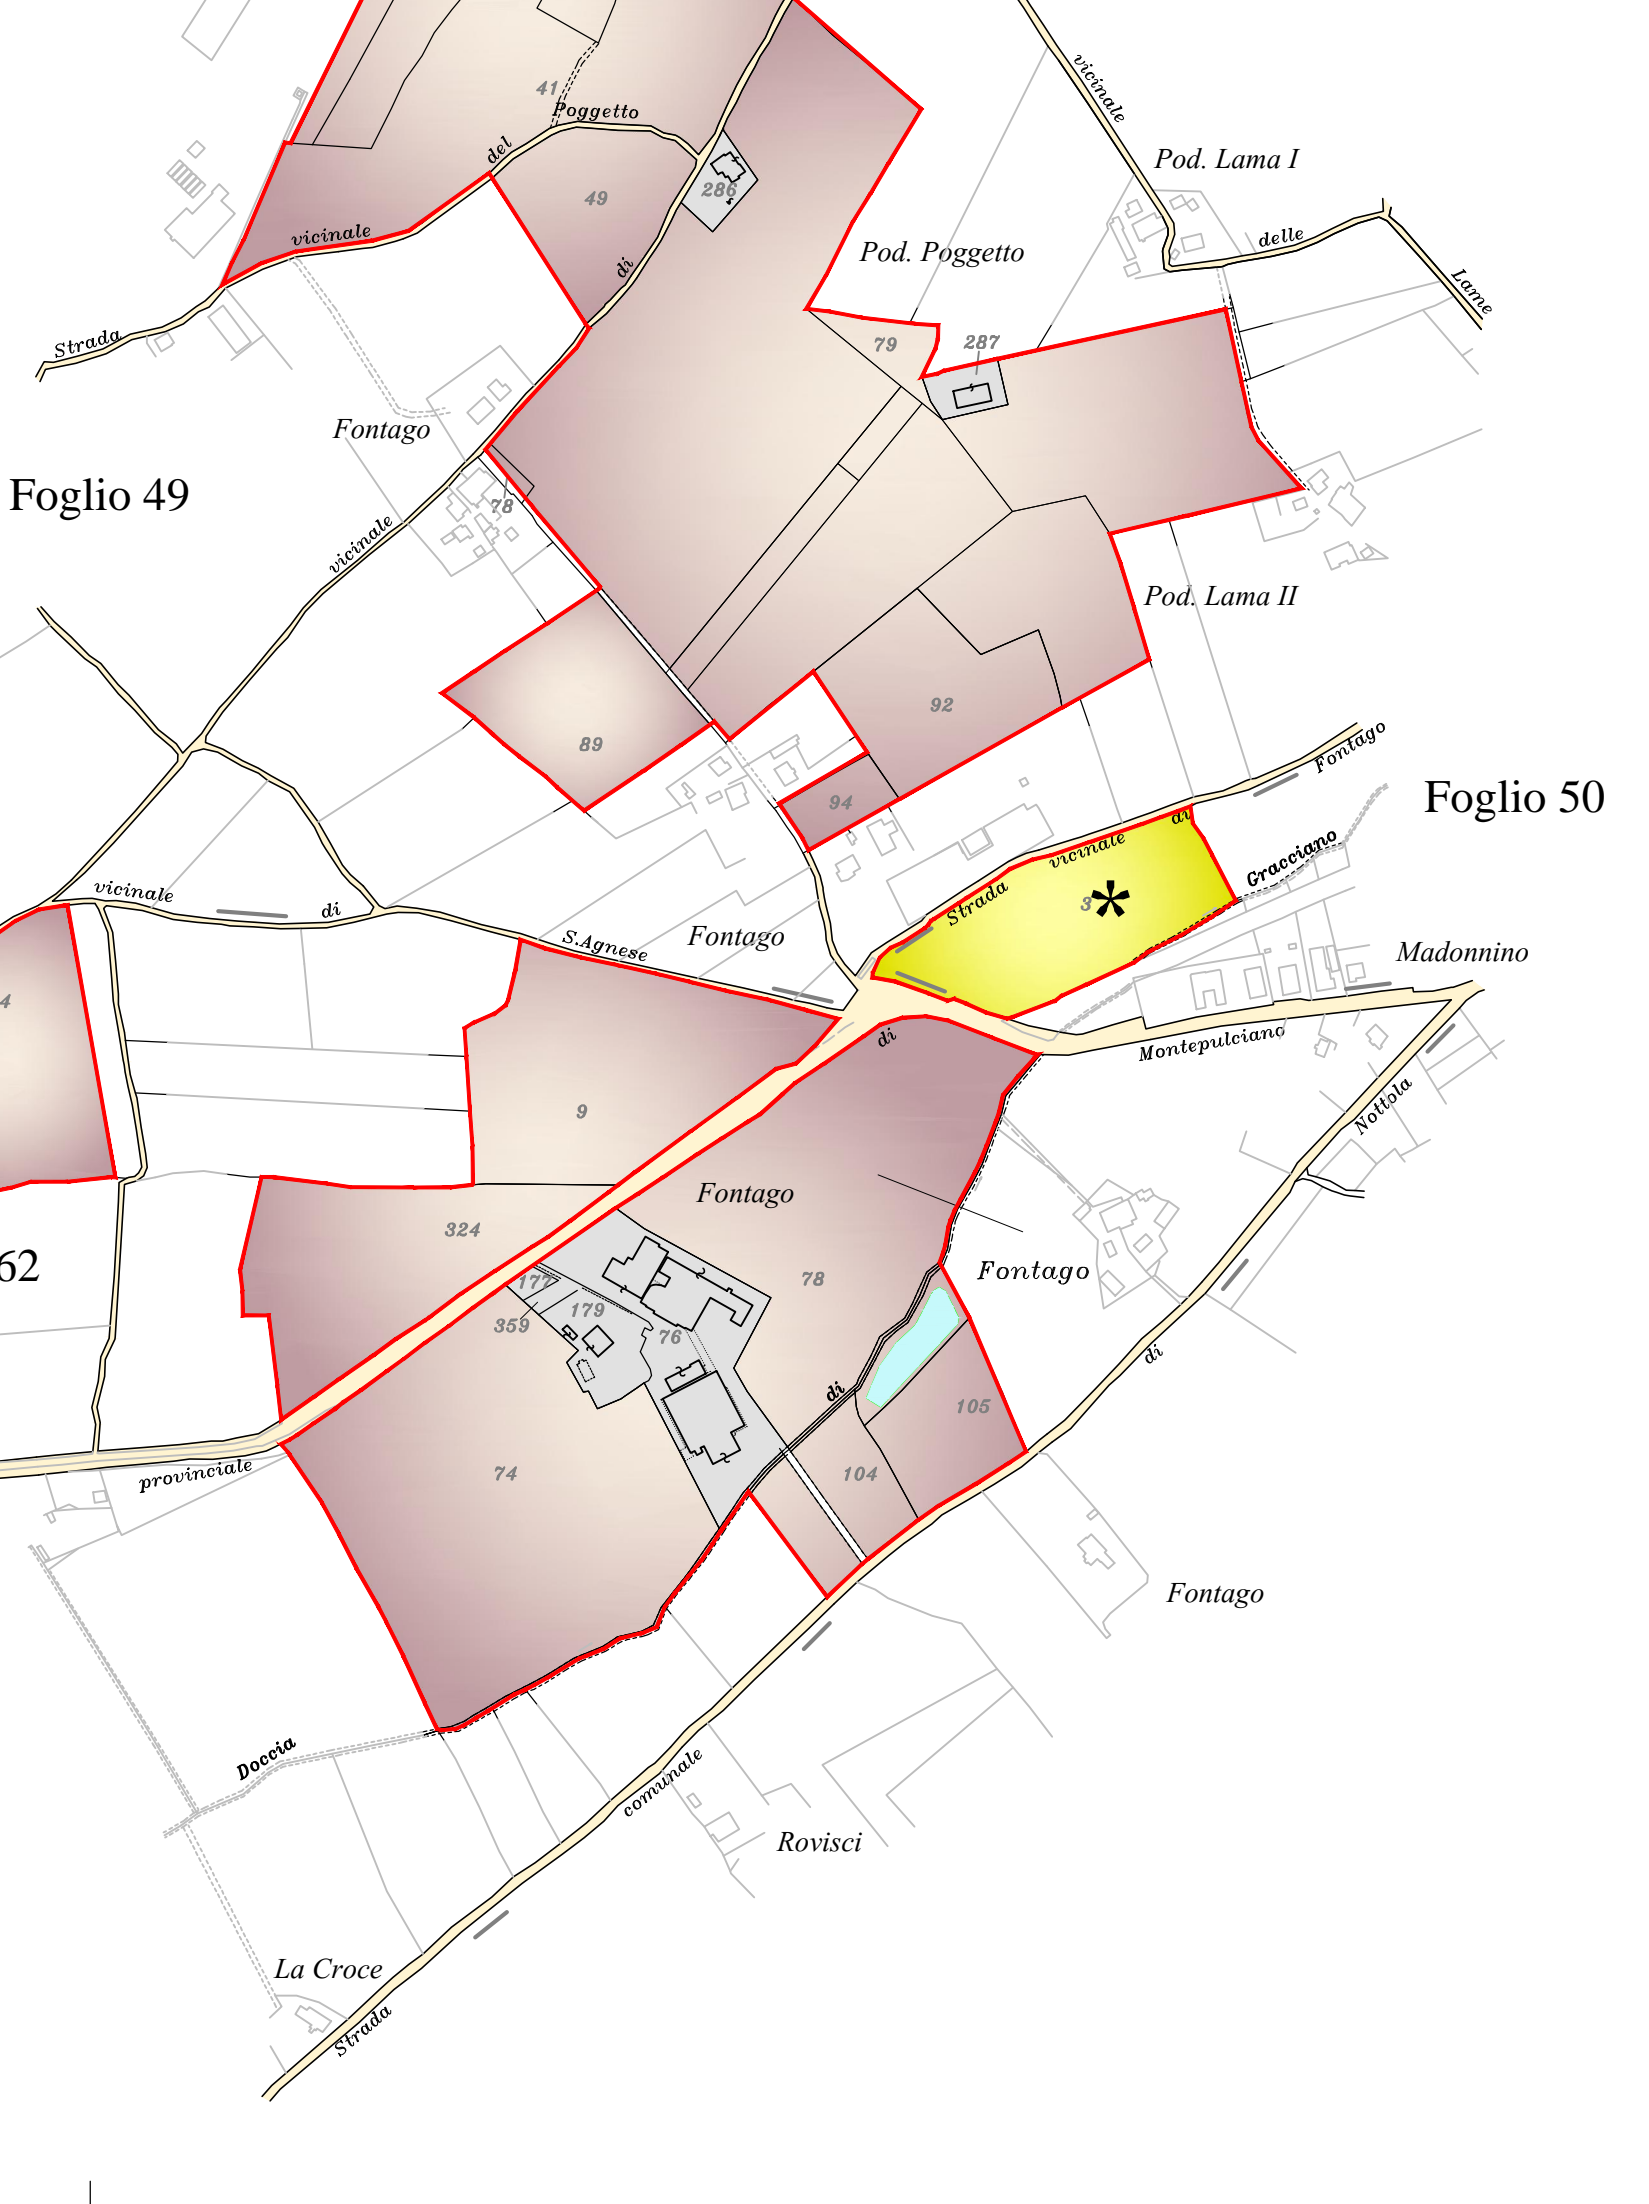 41
Poggetto
del
vicinale
Strada
49
286
di
vicinale
Pod. Lama I
delle
Lame
Pod. Poggetto
79
287
Fontago
Foglio 49
78
vicinale
Pod. Lama II
92
89
94
Fontago
Foglio 50
di
vicinale
Strada
3
*
Gracciano
vicinale
di
S.Agnese
Fontago
Madonnino
4
di
Montepulciano
Nottola
9
Fontago
324
62
78
Fontago
177
179
359
76
di
di
105
74
104
provinciale
Fontago
Doccia
comunale
Rovisci
La Croce
Strada